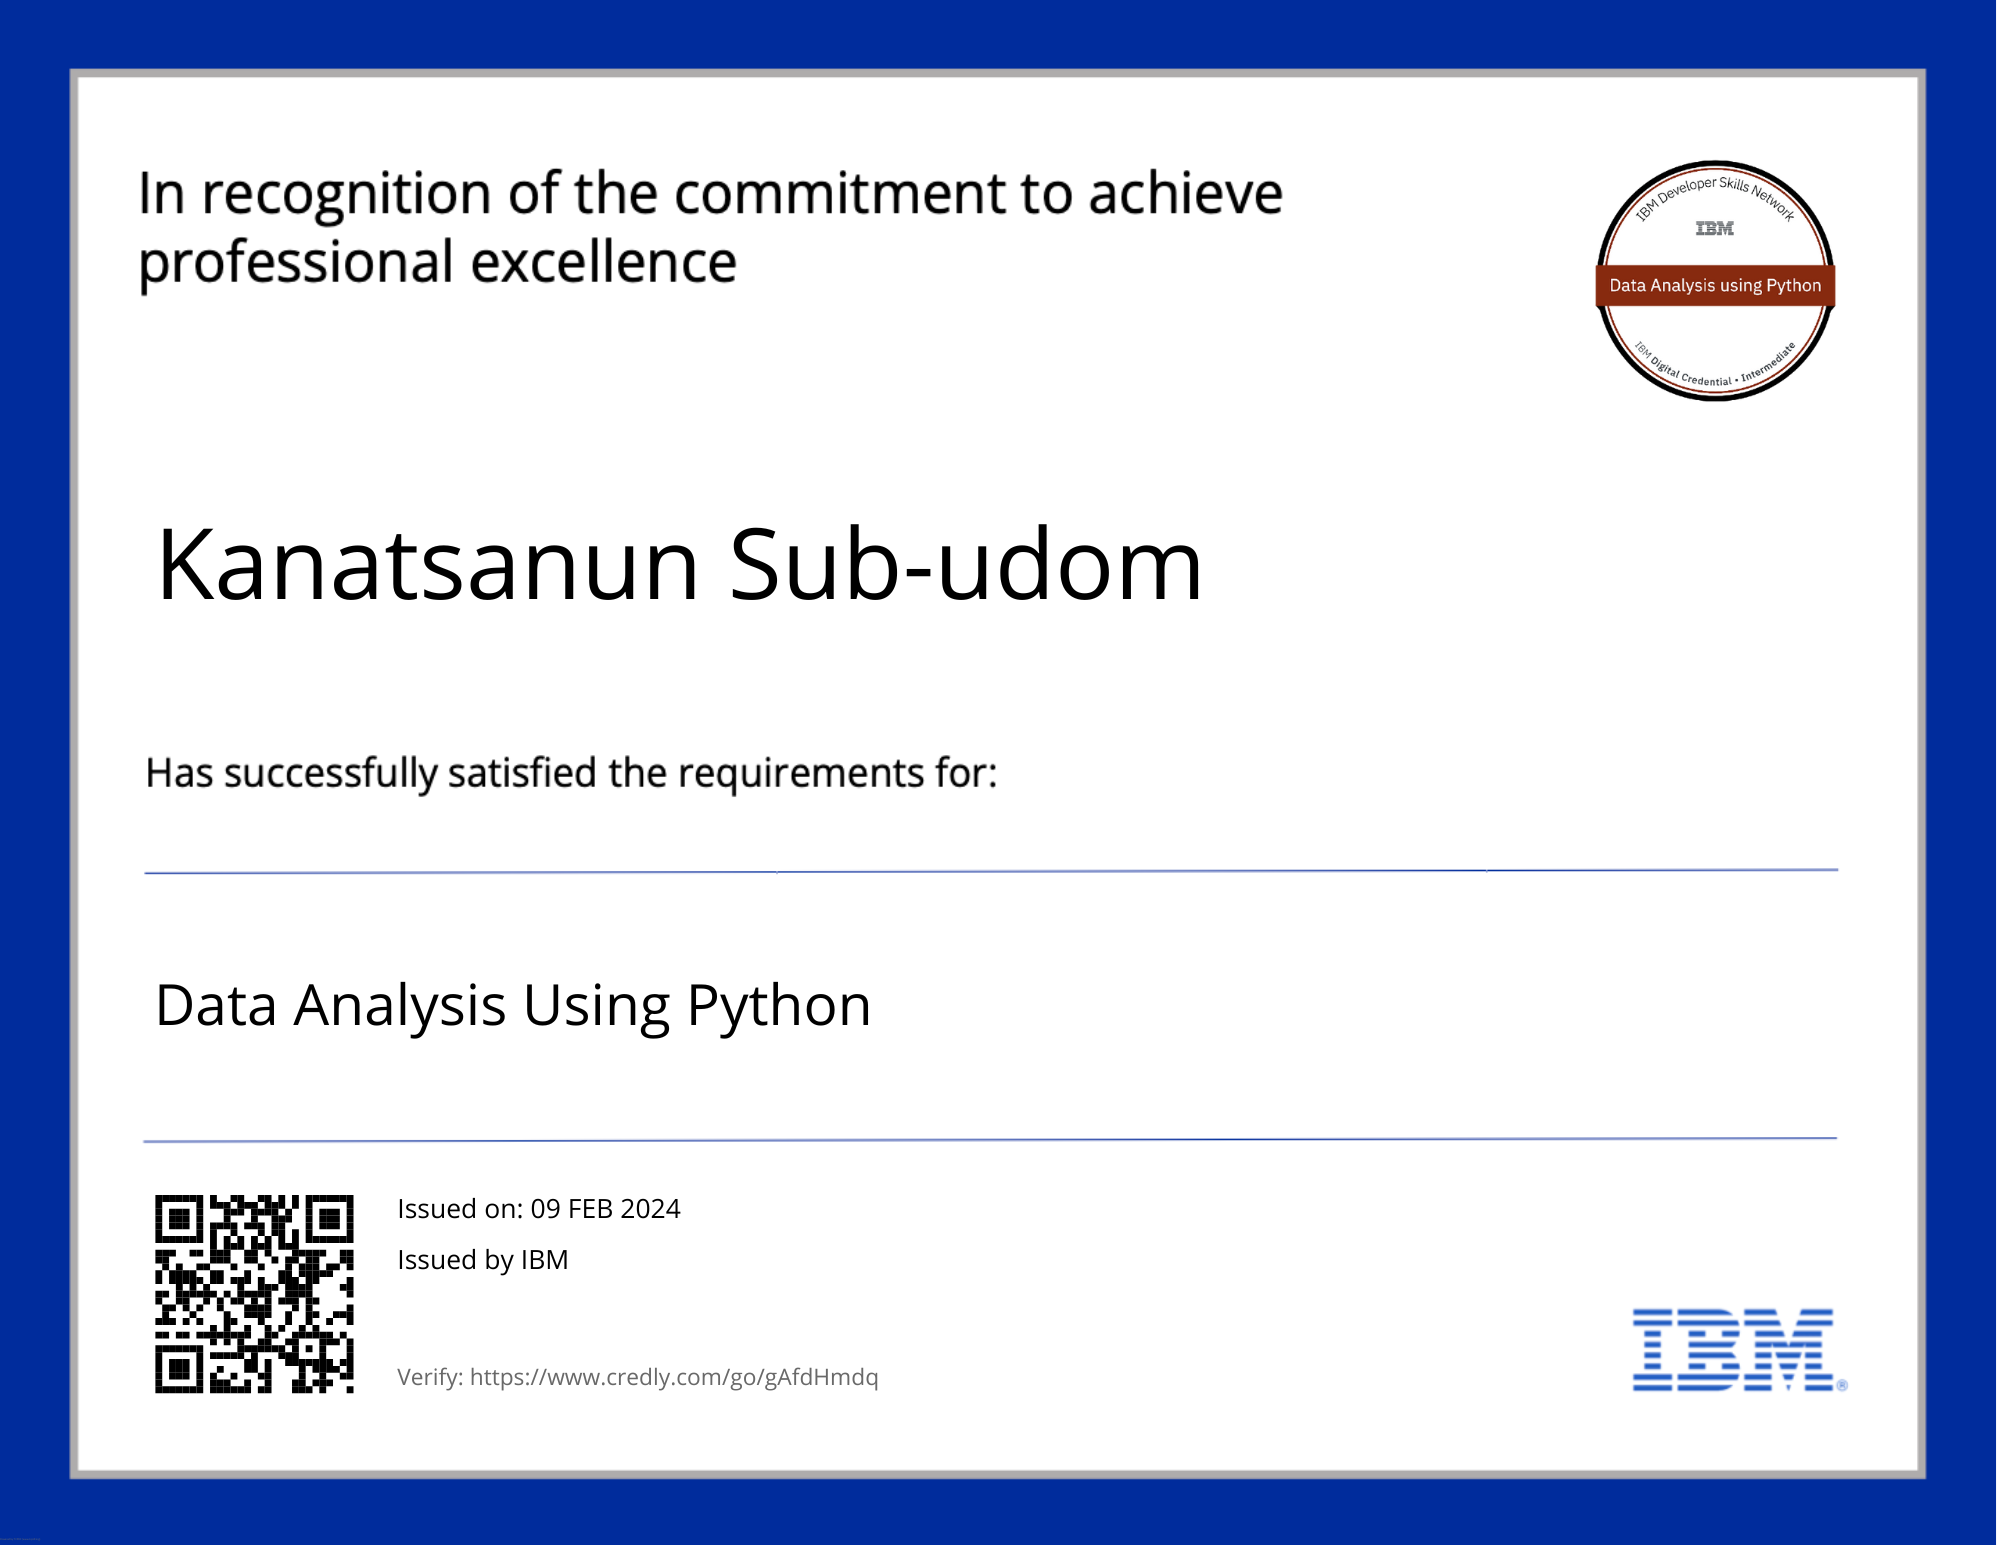 In recognition of the commitment to achieve
professional excellence
IBM Developer Skills Network
IBM
Data Analysis using Python
IBM Digital Credential • Intermediate
Kanatsanun Sub-udom
Has successfully satisfied the requirements for:
Data Analysis Using Python
Issued on: 09 FEB 2024
Issued by IBM
Verify: https://www.credly.com/go/gAfdHmdq
IBM®